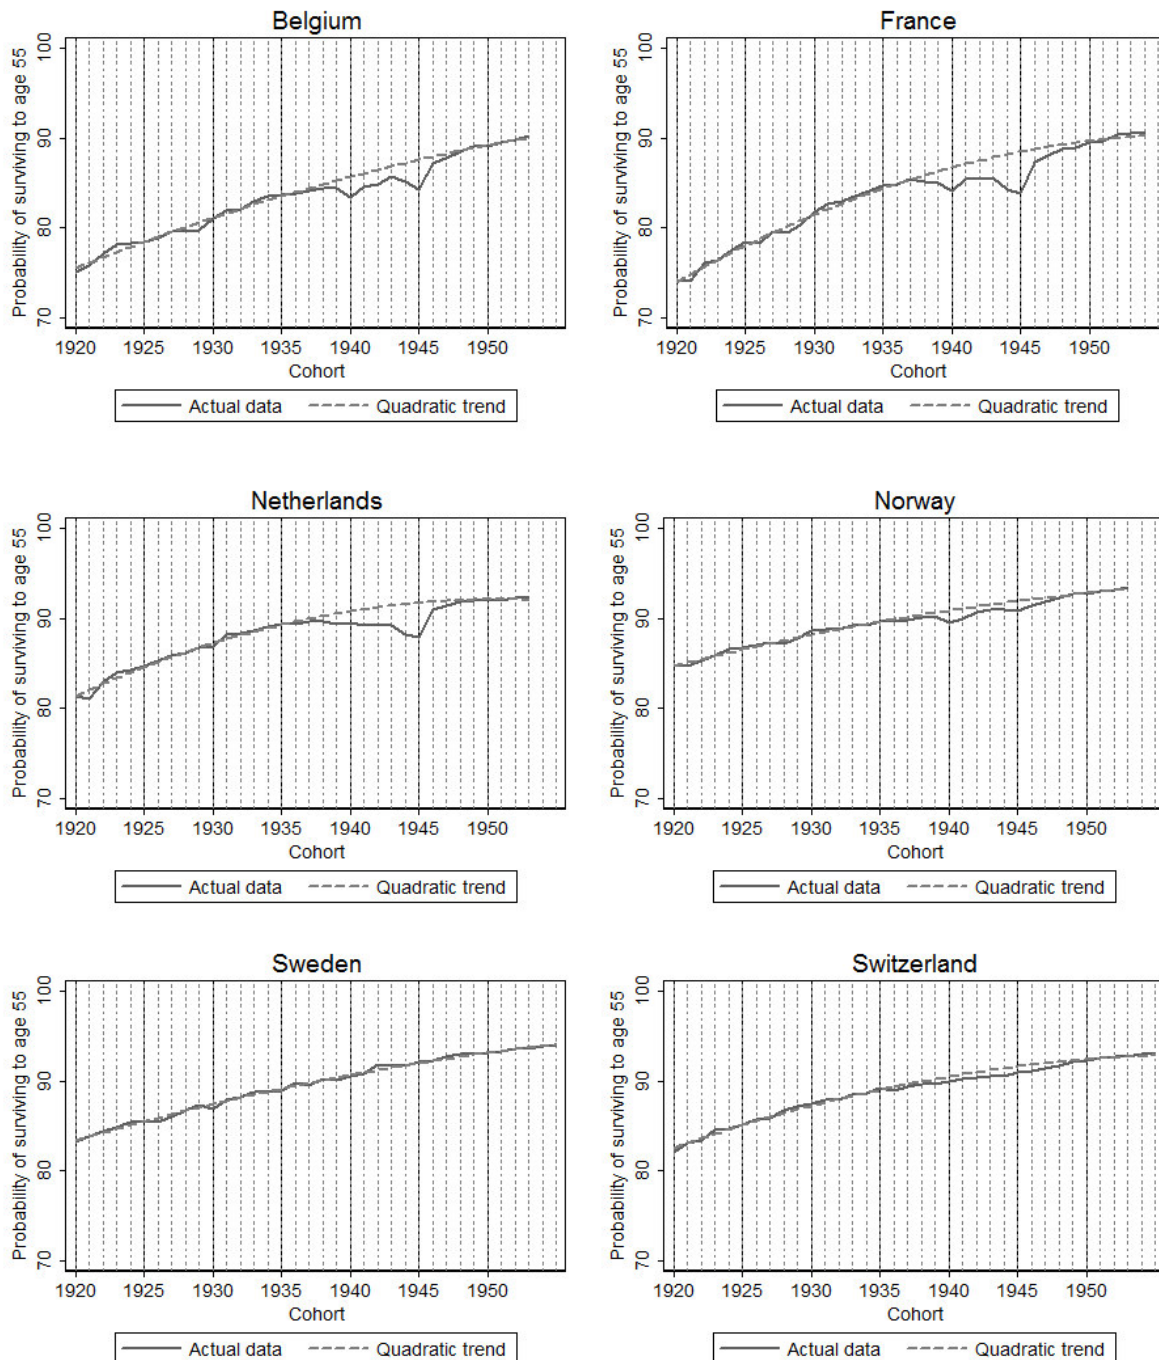 Belgium
Probability of surviving to age 55
100
90
80
70
1920 1925 1930 1935 1940 1945 1950
Cohort
Actual data Quadratic trend
France
Probability of surviving to age 55
100
90
80
70
1920 1925 1930 1935 1940 1945 1950
Cohort
Actual data Quadratic trend
Netherlands
Probability of surviving to age 55
100
90
80
70
1920 1925 1930 1935 1940 1945 1950
Cohort
Actual data Quadratic trend
Norway
Probability of surviving to age 55
100
90
80
70
1920 1925 1930 1935 1940 1945 1950
Cohort
Actual data Quadratic trend
Sweden
Probability of surviving to age 55
100
90
80
70
1920 1925 1930 1935 1940 1945 1950
Cohort
Actual data Quadratic trend
Switzerland
Probability of surviving to age 55
100
90
80
70
1920 1925 1930 1935 1940 1945 1950
Cohort
Actual data Quadratic trend